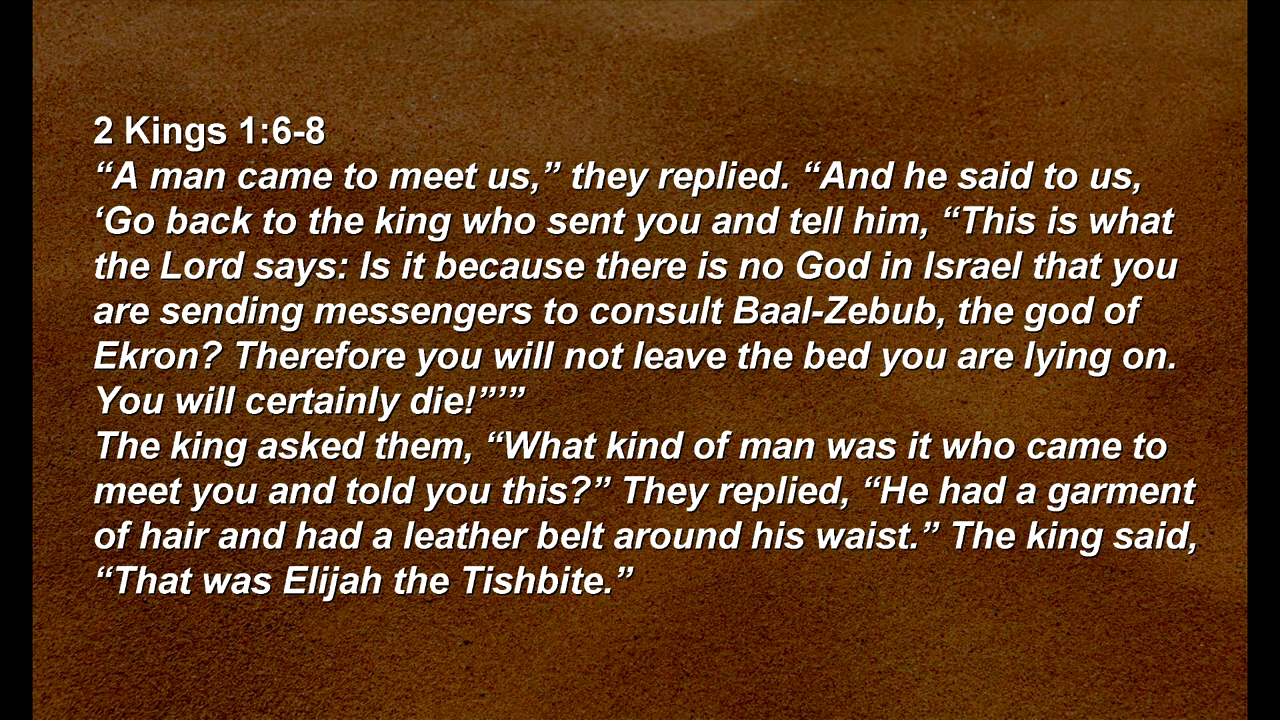 2 Kings 1:6-8
“A man came to meet us,” they replied. “And he said to us,
‘Go back to the king who sent you and tell him, “This is what
the Lord says: Is it because there is no God in Israel that you
are sending messengers to consult Baal-Zebub, the god of
Ekron? Therefore you will not leave the bed you are lying on.
You will certainly die!”’”
The king asked them, “What kind of man was it who came to
meet you and told you this?” They replied, “He had a garment
of hair and had a leather belt around his waist.” The king said,
“That was Elijah the Tishbite.”